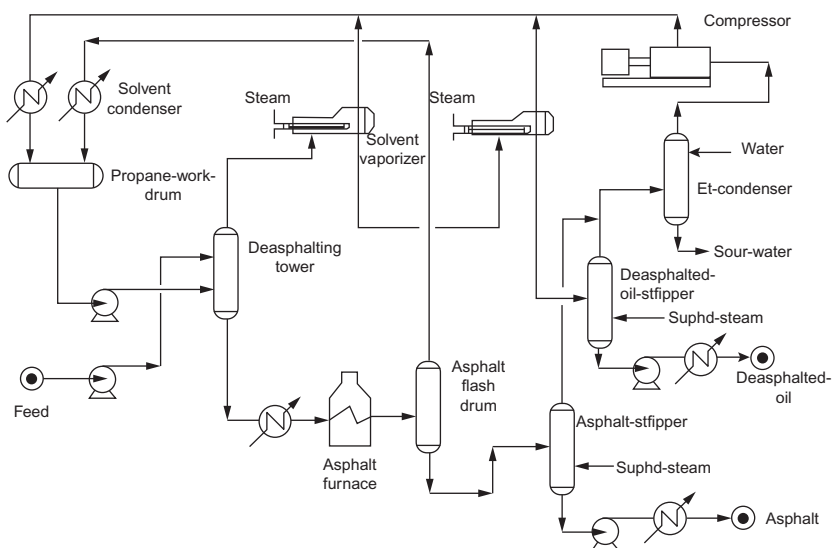 Compressor
Solvent
condenser
Steam
Steam
Solvent
vaporizer
Water
Propane-work-
drum
Et-condenser
Deasphalting
tower
Sour-water
Deasphalted-
oil-stfipper
Suphd-steam
Feed
Asphalt
flash
drum
Deasphalted-
oil
Asphalt-stfipper
Asphalt
furnace
Suphd-steam
Asphalt